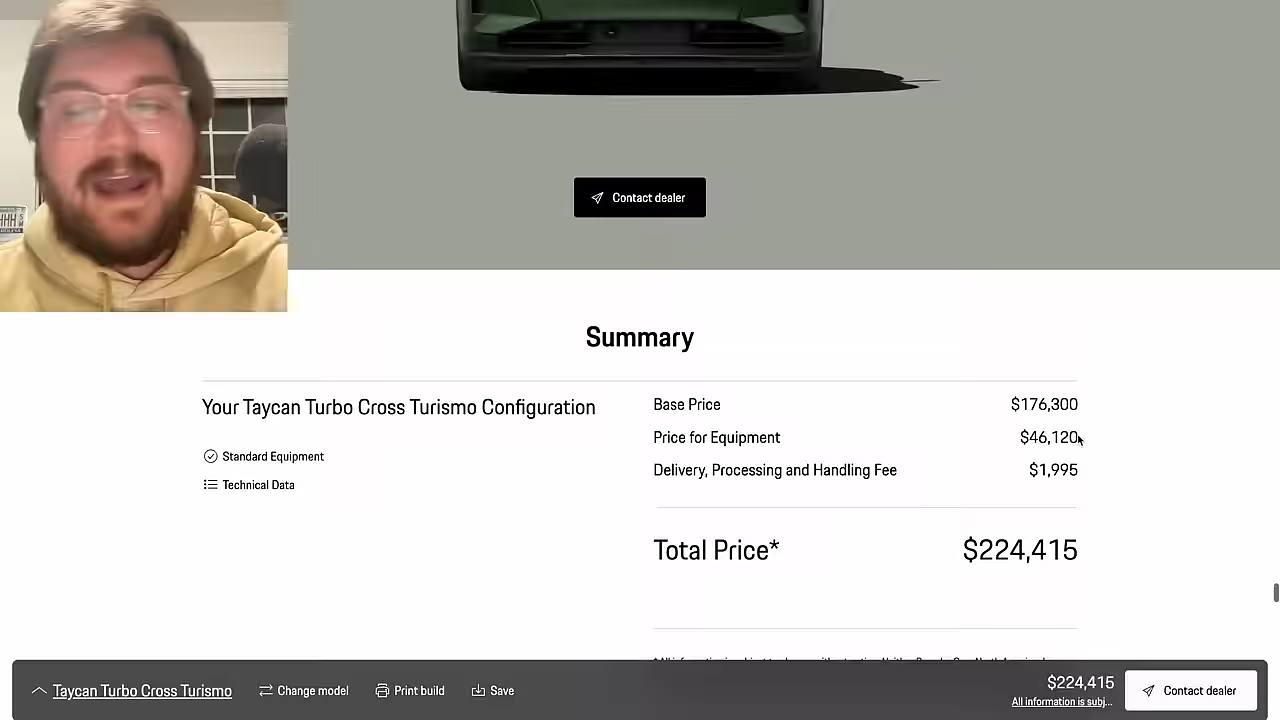 Contact dealer
Summary
Your Taycan Turbo Cross Turismo Configuration
Standard Equipment
Technical Data
Base Price $176,300
Price for Equipment $46,120
Delivery, Processing and Handling Fee $1,995
Total Price* $224,415
Taycan Turbo Cross Turismo
Change model
Print build
Save
$224,415
All information is subj...
Contact dealer